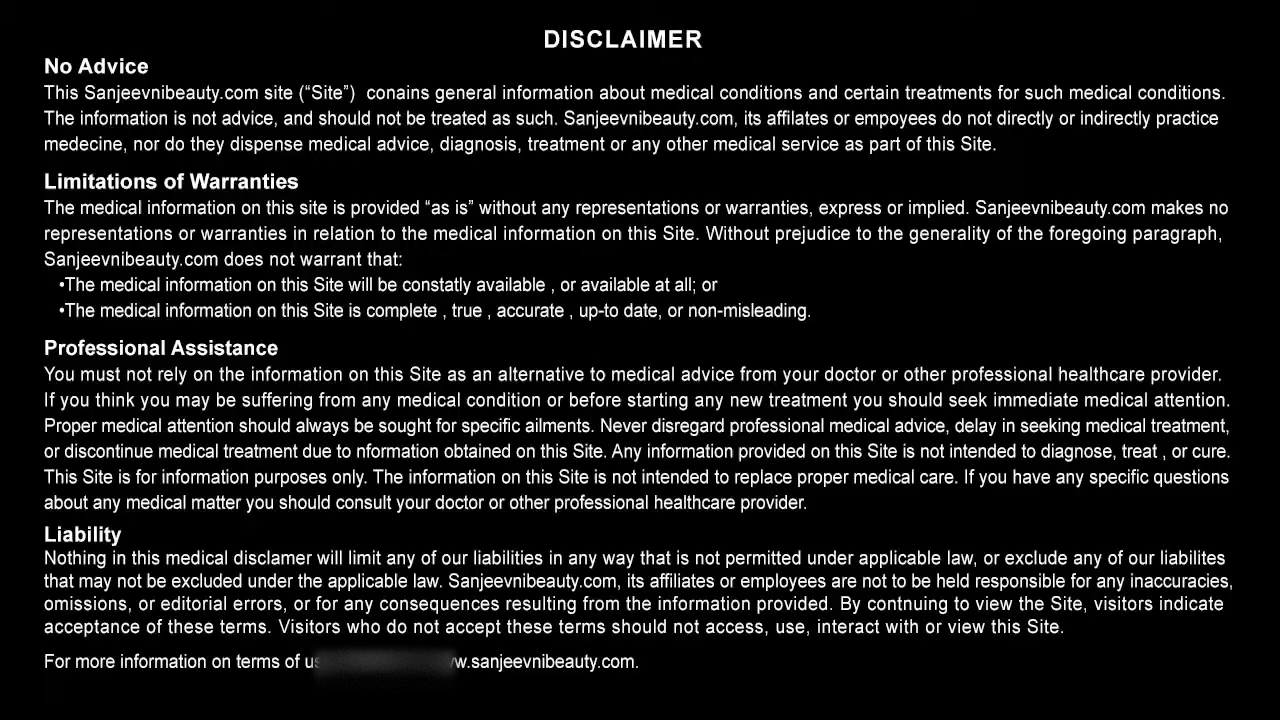 DISCLAIMER
No Advice
This Sanjeevnibeauty.com site (“Site”)  conains general information about medical conditions and certain treatments for such medical conditions.
The information is not advice, and should not be treated as such. Sanjeevnibeauty.com, its affilates or empoyees do not directly or indirectly practice
medecine, nor do they dispense medical advice, diagnosis, treatment or any other medical service as part of this Site.
Limitations of Warranties
The medical information on this site is provided “as is” without any representations or warranties, express or implied. Sanjeevnibeauty.com makes no
representations or warranties in relation to the medical information on this Site. Without prejudice to the generality of the foregoing paragraph,
Sanjeevnibeauty.com does not warrant that:
•The medical information on this Site will be constatly available , or available at all; or
•The medical information on this Site is complete , true , accurate , up-to date, or non-misleading.
Professional Assistance
You must not rely on the information on this Site as an alternative to medical advice from your doctor or other professional healthcare provider.
If you think you may be suffering from any medical condition or before starting any new treatment you should seek immediate medical attention.
Proper medical attention should always be sought for specific ailments. Never disregard professional medical advice, delay in seeking medical treatment,
or discontinue medical treatment due to nformation obtained on this Site. Any information provided on this Site is not intended to diagnose, treat , or cure.
This Site is for information purposes only. The information on this Site is not intended to replace proper medical care. If you have any specific questions
about any medical matter you should consult your doctor or other professional healthcare provider.
Liability
Nothing in this medical disclamer will limit any of our liabilities in any way that is not permitted under applicable law, or exclude any of our liabilites
that may not be excluded under the applicable law. Sanjeevnibeauty.com, its affiliates or employees are not to be held responsible for any inaccuracies,
omissions, or editorial errors, or for any consequences resulting from the information provided. By contnuing to view the Site, visitors indicate
acceptance of these terms. Visitors who do not accept these terms should not access, use, interact with or view this Site.
For more information on terms of w.sanjeevnibeauty.com.